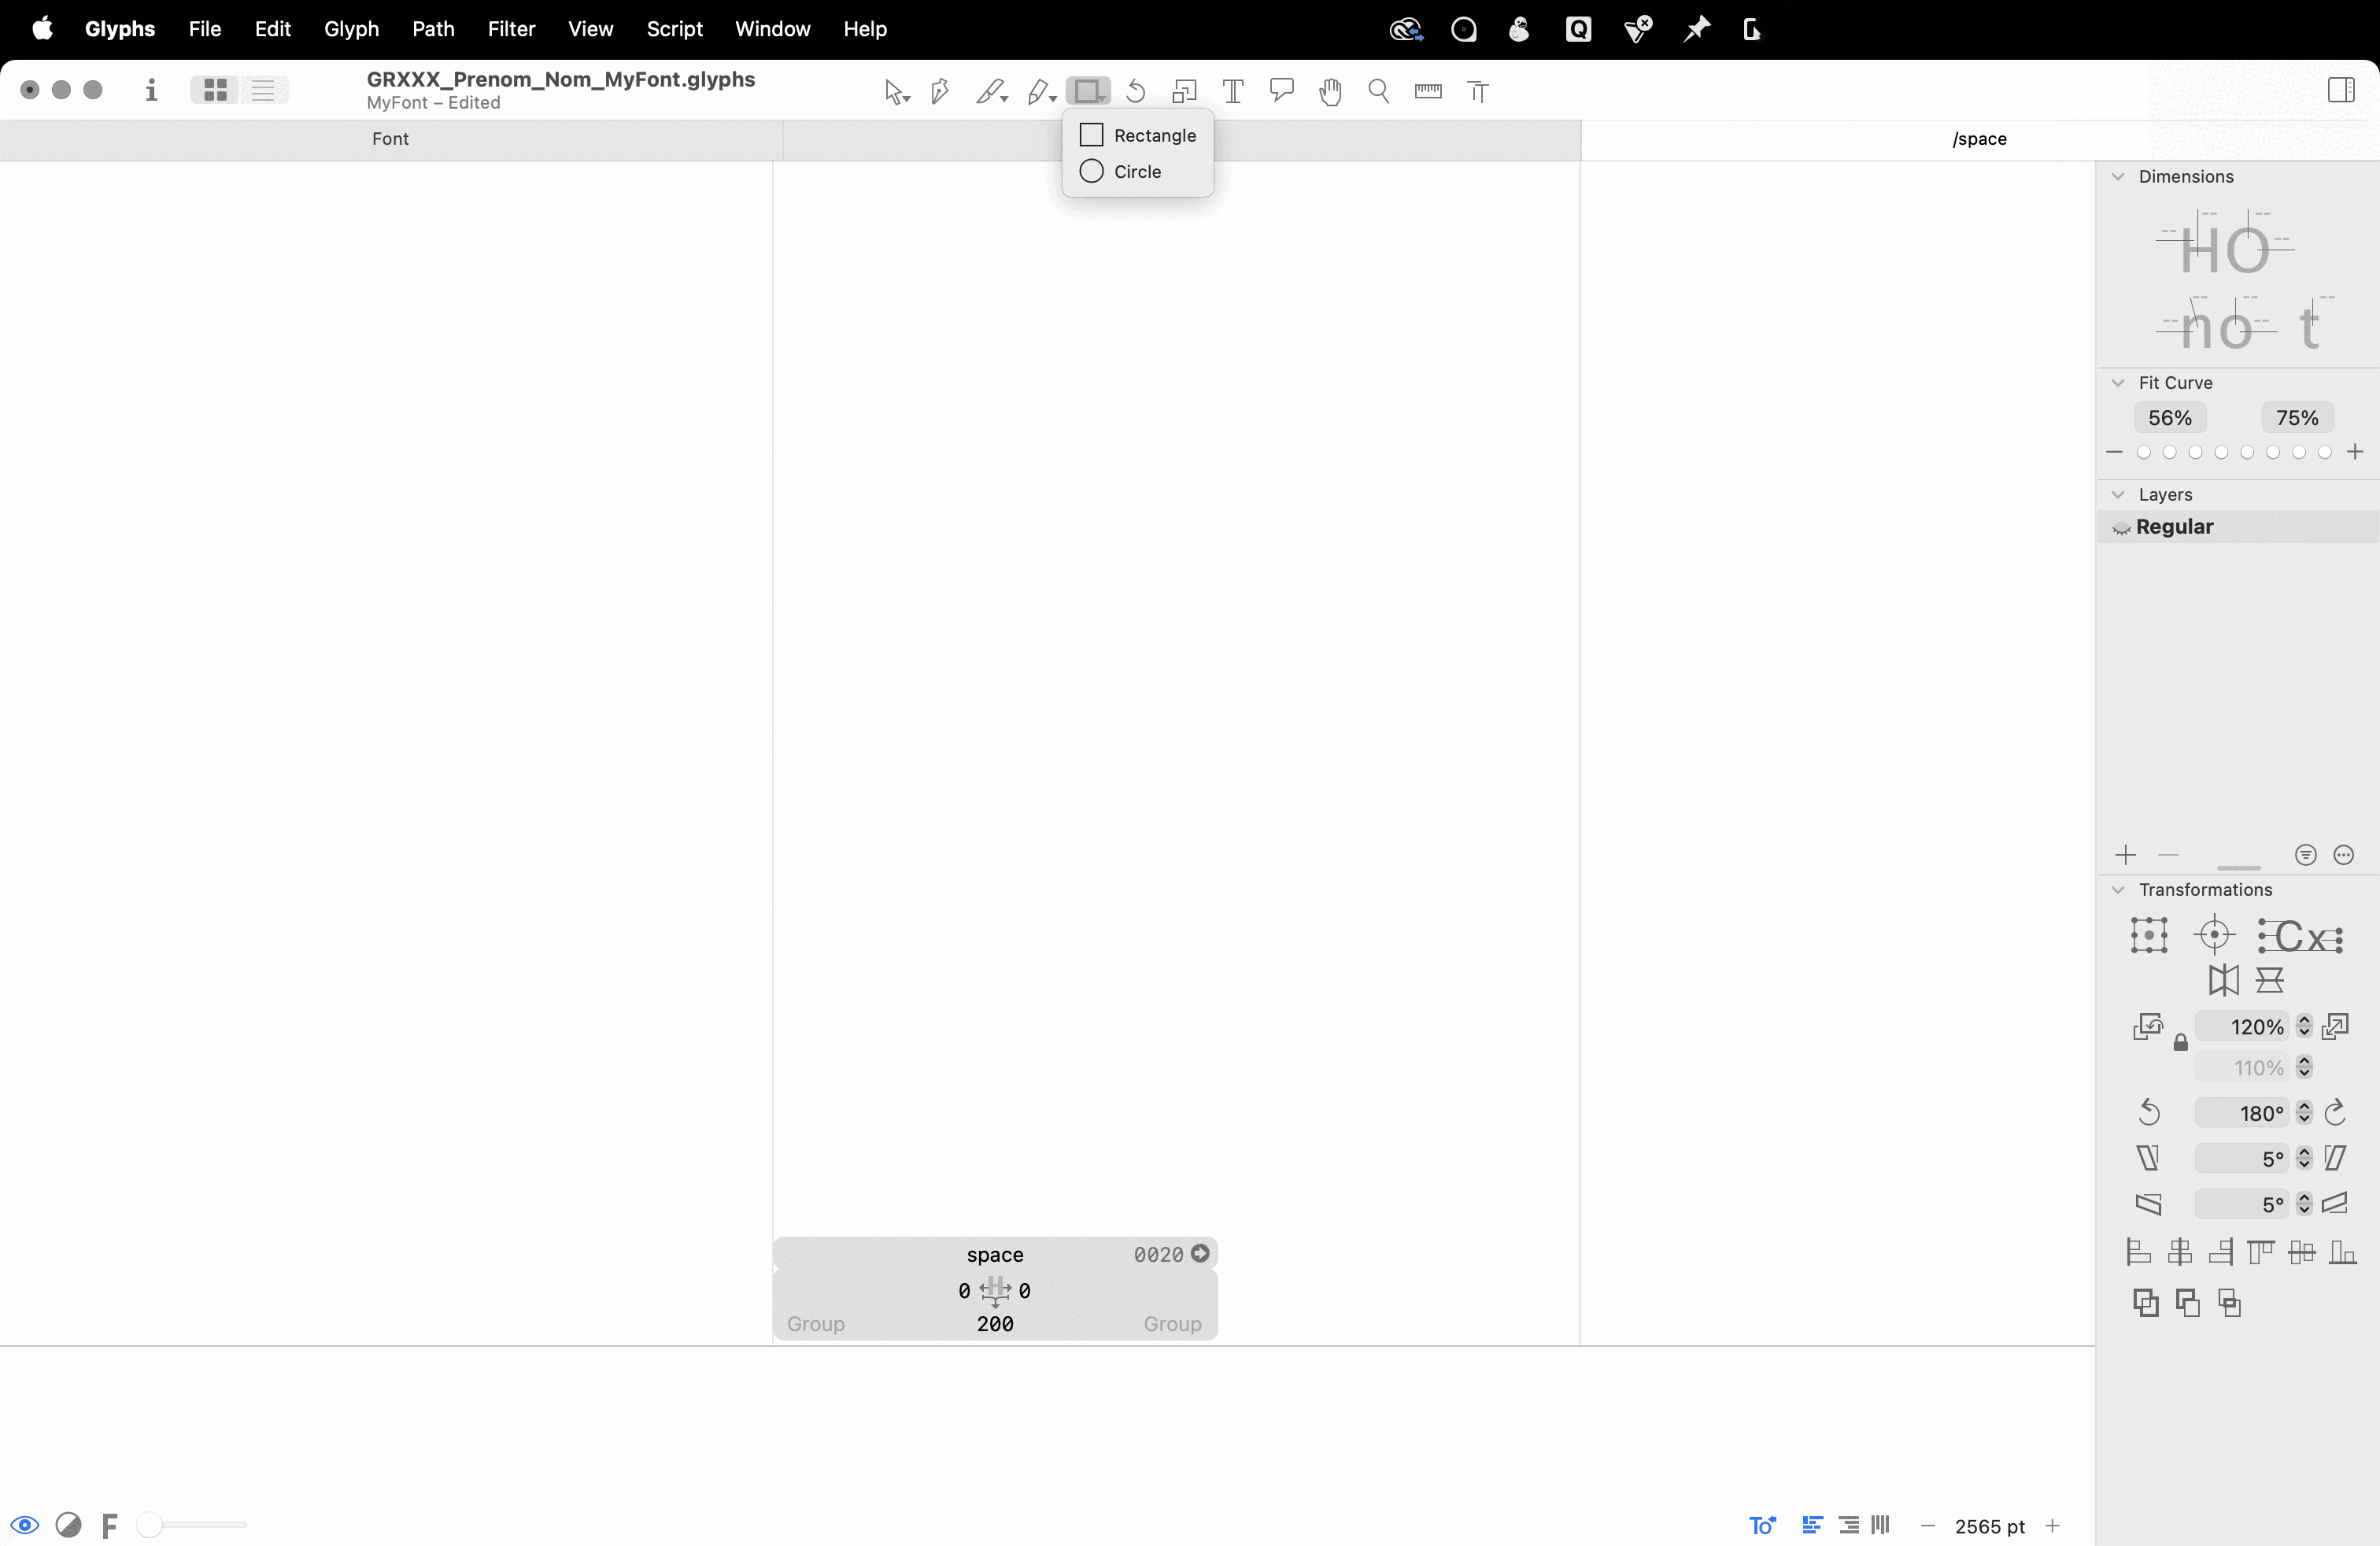 Glyphs File Edit Glyph Path Filter View Script Window Help
GRXXX_Prenom_Nom_MyFont.glyphs
MyFont – Edited
Font
/space
Rectangle
Circle
Dimensions
HO
no t
Fit Curve
56% 75%
Layers
Regular
Transformations
Cx
120%
110%
180°
5°
5°
space 0020
0 H 0
Group 200 Group
F
To
2565 pt